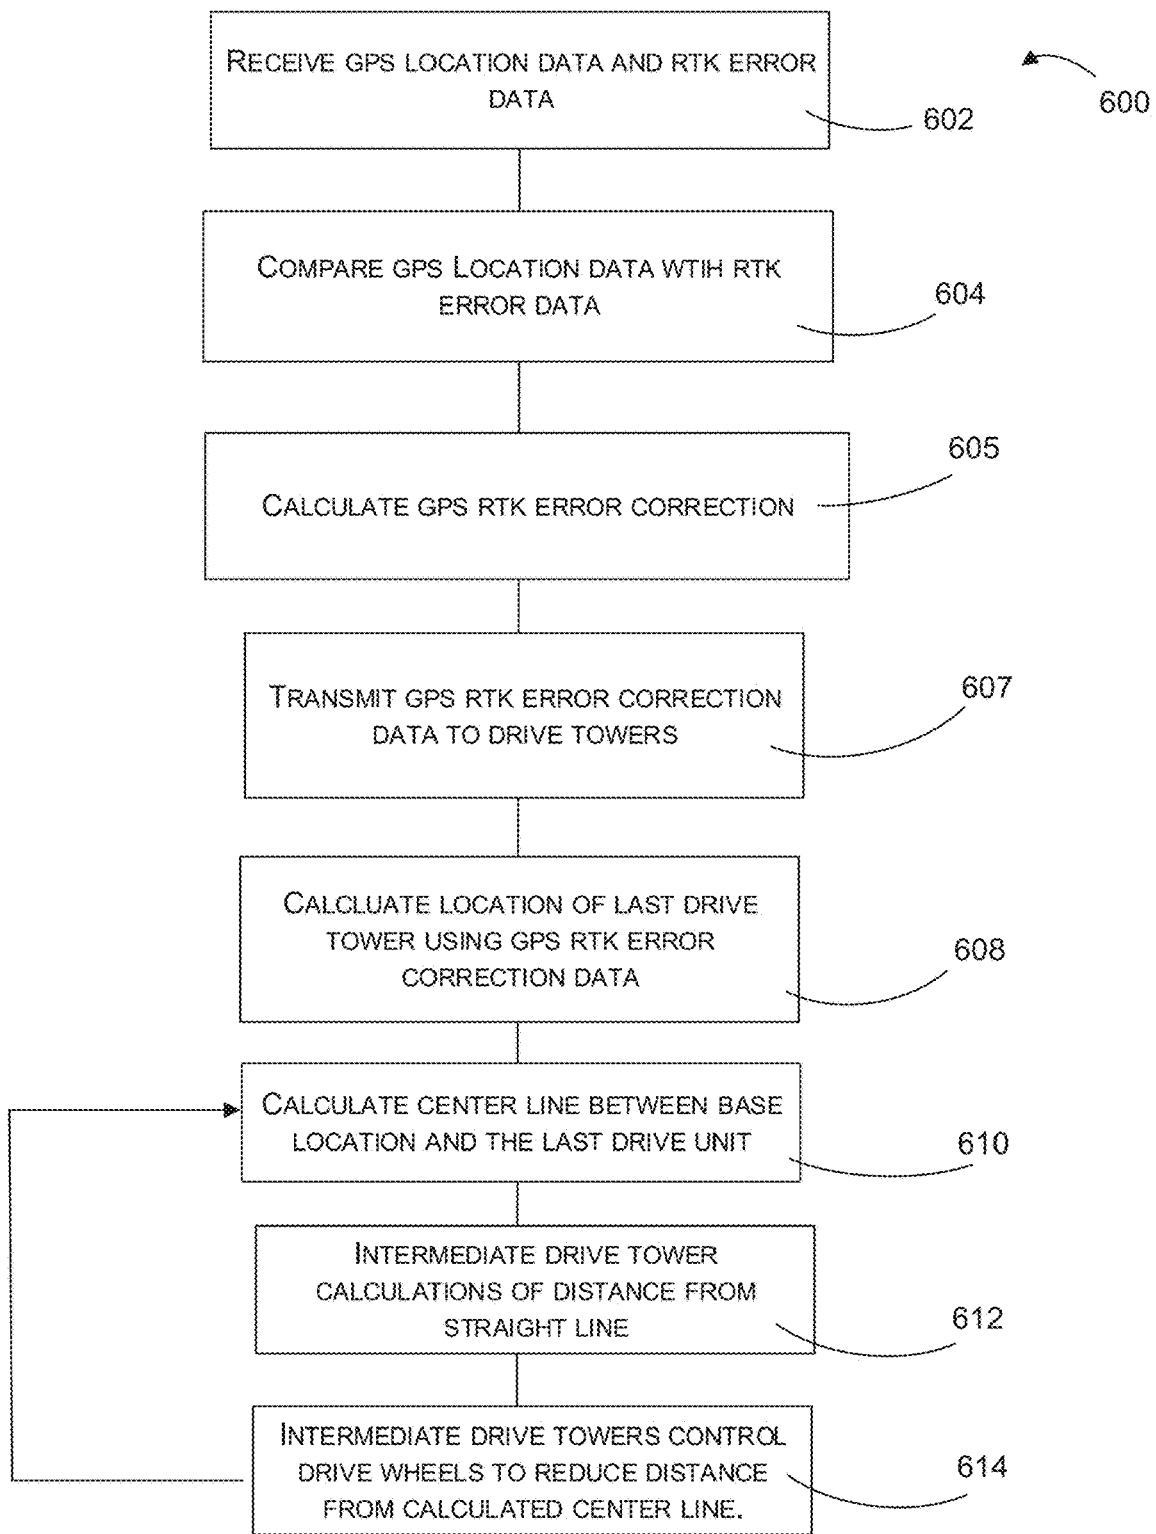 RECEIVE GPS LOCATION DATA AND RTK ERROR
DATA
602
600
COMPARE GPS LOCATION DATA WTIH RTK
ERROR DATA
604
CALCULATE GPS RTK ERROR CORRECTION
605
TRANSMIT GPS RTK ERROR CORRECTION
DATA TO DRIVE TOWERS
607
CALCLUATE LOCATION OF LAST DRIVE
TOWER USING GPS RTK ERROR
CORRECTION DATA
608
CALCULATE CENTER LINE BETWEEN BASE
LOCATION AND THE LAST DRIVE UNIT
610
INTERMEDIATE DRIVE TOWER
CALCULATIONS OF DISTANCE FROM
STRAIGHT LINE
612
INTERMEDIATE DRIVE TOWERS CONTROL
DRIVE WHEELS TO REDUCE DISTANCE
FROM CALCULATED CENTER LINE.
614